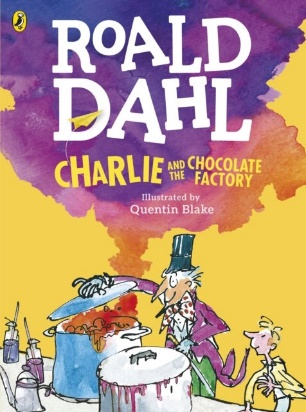 ROALD
DAHL
CHARLIE AND THE CHOCOLATE FACTORY
Illustrated by
Quentin Blake